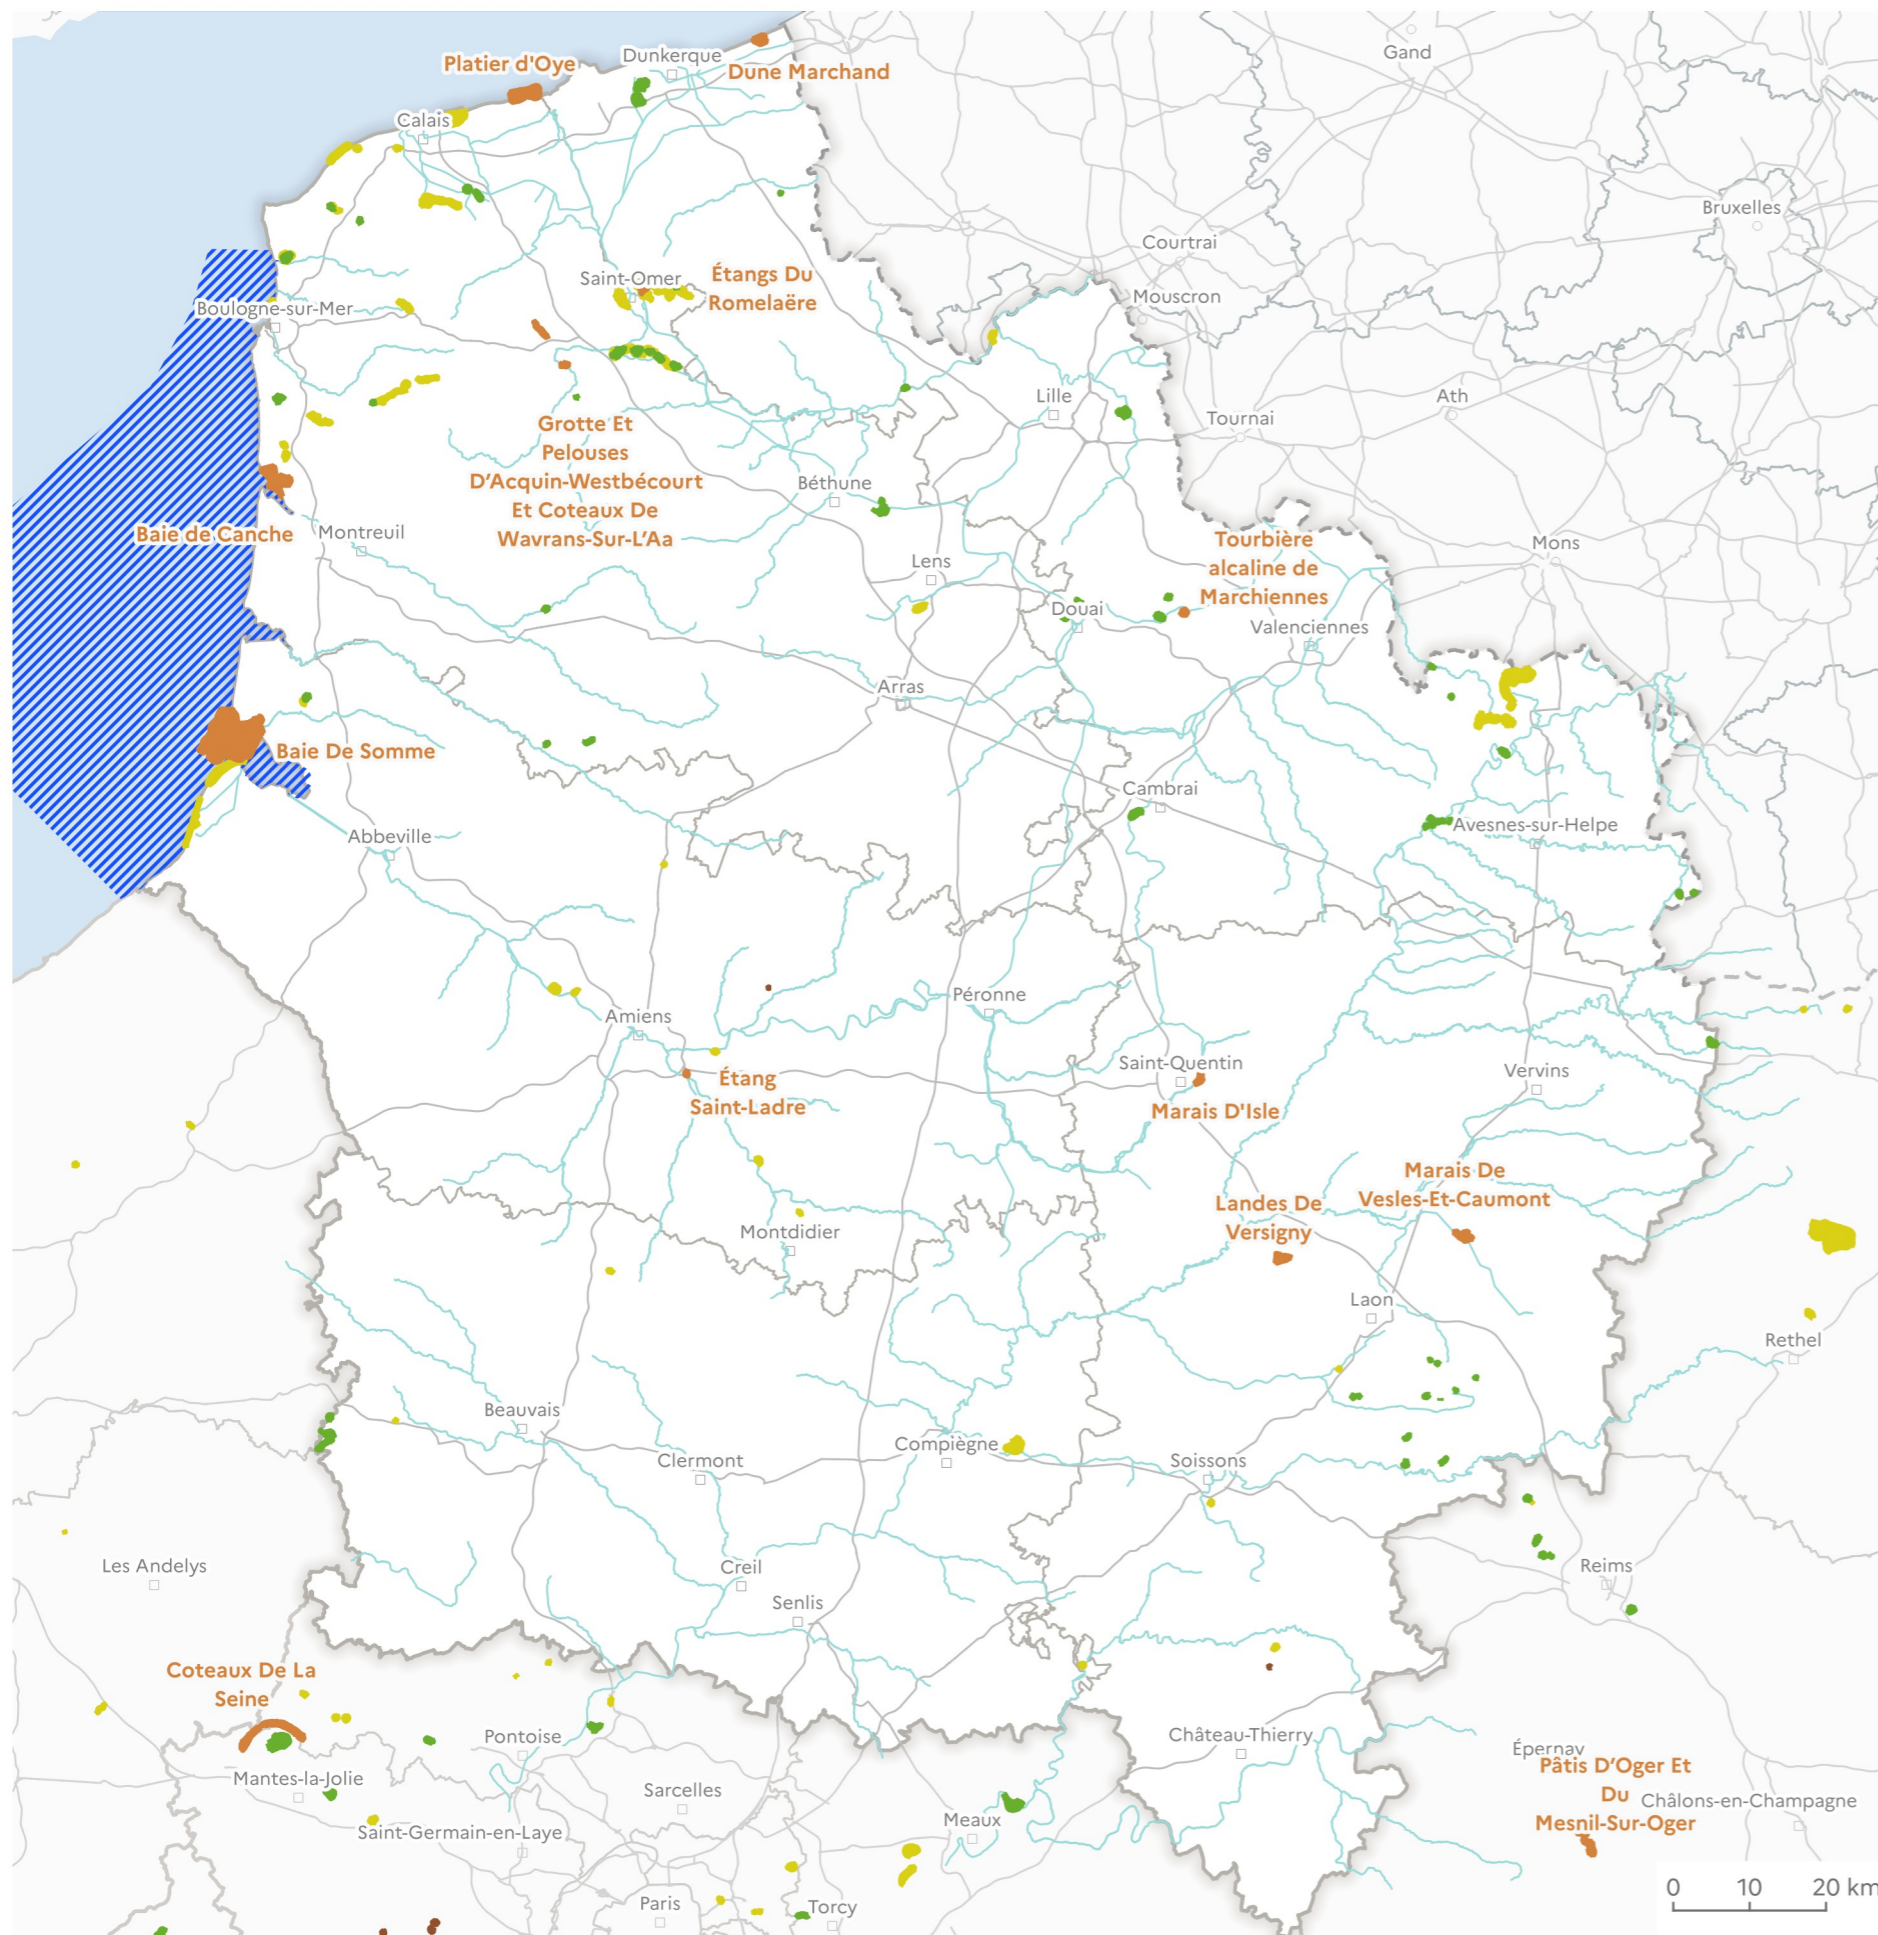 Gand
Dunkerque
Platier d'Oye
Dune Marchand
Calais
Bruxelles
Courtrai
Saint-Omer
Étangs Du
Romelaëre
Mouscron
Boulogne-sur-Mer
Lille
Ath
Tournai
Grotte Et
Pelouses
D'Acquin-Westbécourt
Et Coteaux De
Wavrans-Sur-L'Aa
Béthune
Baie de Canche
Montreuil
Tourbière
alcaline de
Marchiennes
Mons
Lens
Douai
Valenciennes
Arras
Baie De Somme
Cambrai
Avesnes-sur-Helpe
Abbeville
Péronne
Amiens
Saint-Quentin
Vervins
Étang
Saint-Ladre
Marais D'Isle
Marais De
Vesles-Et-Caumont
Landes De
Versigny
Montdidier
Laon
Rethel
Beauvais
Compiègne
Clermont
Soissons
Les Andelys
Creil
Reims
Senlis
Coteaux De La
Seine
Pontoise
Château-Thierry
Épernay
Pâtis D'Oger Et
Du
Mesnil-Sur-Oger
Mantes-la-Jolie
Sarcelles
Châlons-en-Champagne
Meaux
Saint-Germain-en-Laye
Paris
Torcy
0 10 20 km